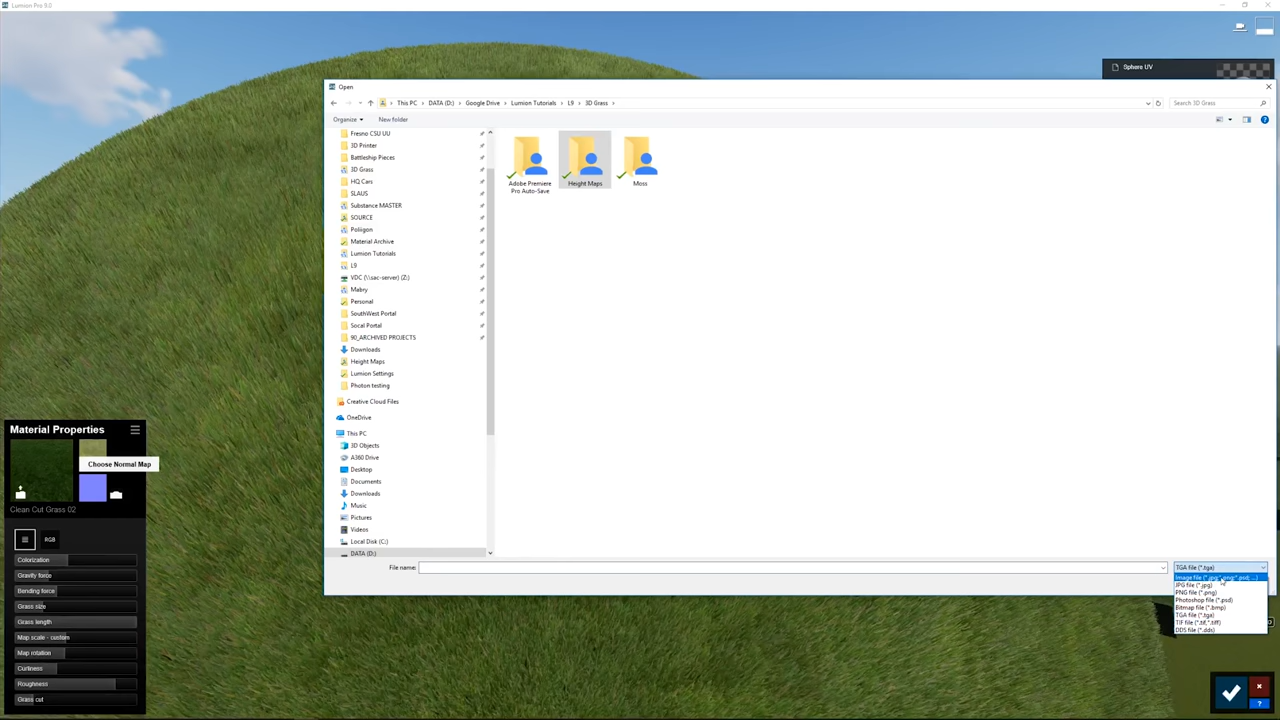 Lumion Pro 9.0
Sphere UV
Open
This PC › DATA (D:) › Google Drive › Lumion Tutorials › L9 › 3D Grass ›
Search 3D Grass
Organize
New folder
Fresno CSU UU
3D Printer
Battleship Pieces
3D Grass
HQ Cars
SLAUS
Substance MASTER
SOURCE
Poliigon
Material Archive
Lumion Tutorials
L9
VDC (\\sac-server) (Z:)
Mabry
Personal
SouthWest Portal
Socal Portal
90_ARCHIVED PROJECTS
Downloads
Height Maps
Lumion Settings
Photon testing
Creative Cloud Files
OneDrive
This PC
3D Objects
A360 Drive
Desktop
Documents
Downloads
Music
Pictures
Videos
Local Disk (C:)
DATA (D:)
Adobe Premiere
Pro Auto-Save
Height Maps
Moss
File name:
TGA file (*.tga)
Image file (*.jpg;*.png;*.psd; ...)
JPG file (*.jpg)
PNG file (*.png)
Photoshop file (*.psd)
Bitmap file (*.bmp)
TGA file (*.tga)
TIF file (*.tif,*.tiff)
DDS file (*.dds)
Material Properties
Choose Normal Map
Clean Cut Grass 02
RGB
Colorization
Gravity force
Bending force
Grass size
Grass length
Map scale - custom
Map rotation
Curliness
Roughness
Grass cut
?